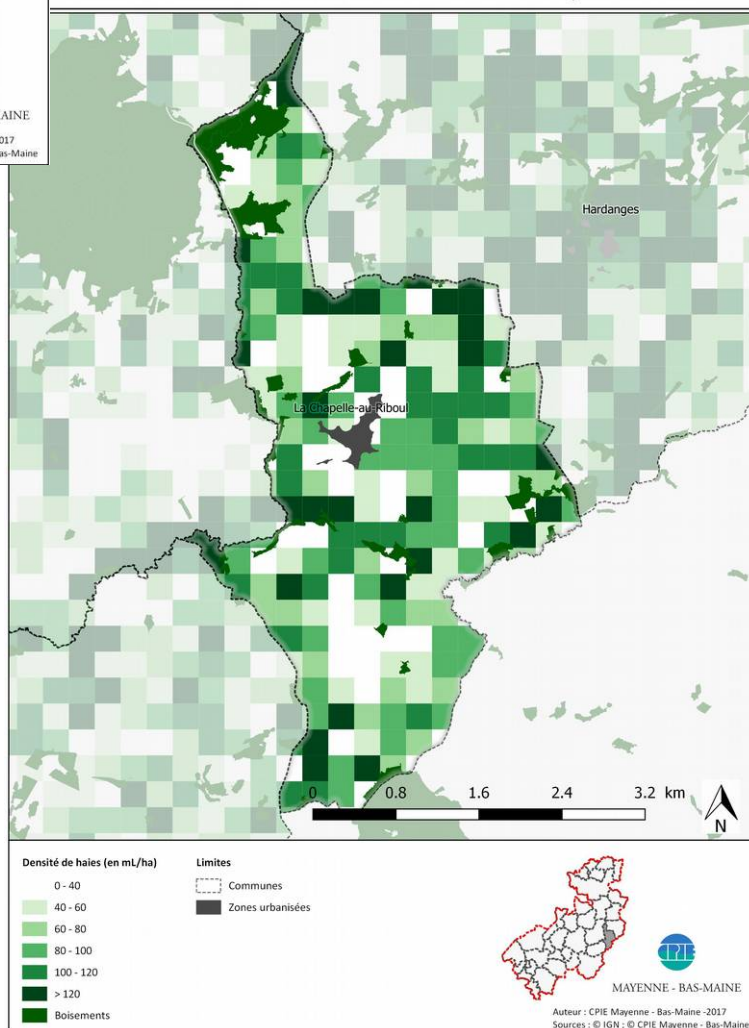 AINE
017
as-Maine
Hardanges
La Chapelle-au-Riboul
0 0.8 1.6 2.4 3.2 km
N
Densité de haies (en mL/ha)
0 - 40
40 - 60
60 - 80
80 - 100
100 - 120
> 120
Boisements
Limites
Communes
Zones urbanisées
CPIE
MAYENNE - BAS-MAINE
Auteur : CPIE Mayenne - Bas-Maine -2017
Sources : © IGN ; © CPIE Mayenne - Bas-Maine